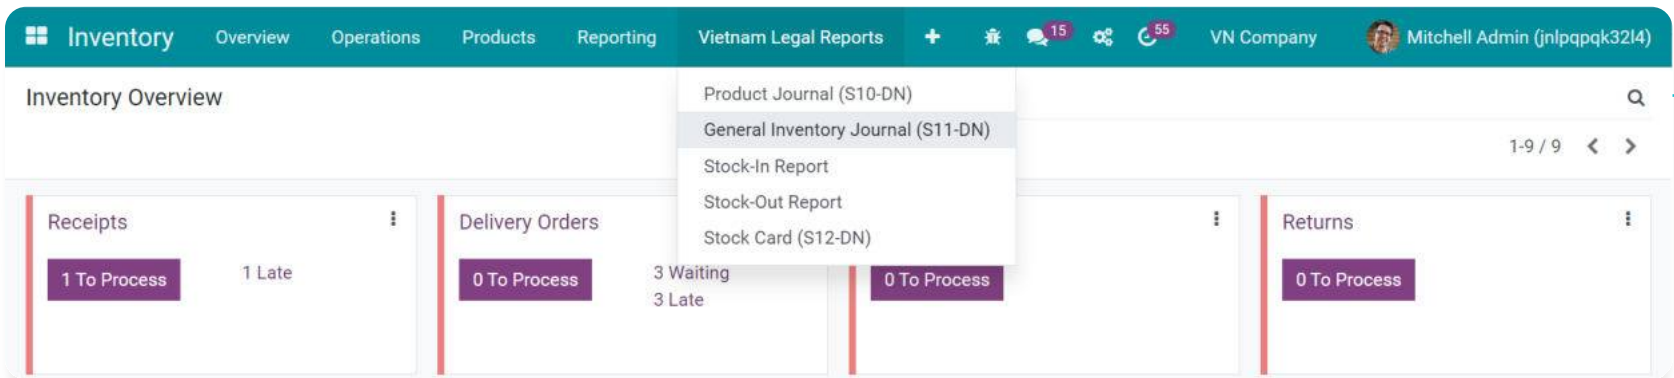 Inventory Overview Operations Products Reporting Vietnam Legal Reports 15 55 VN Company Mitchell Admin (jnlpqpqk32l4)
Inventory Overview
Product Journal (S10-DN)
General Inventory Journal (S11-DN)
Stock-In Report
Stock-Out Report
Stock Card (S12-DN)
1-9 / 9
Receipts
1 To Process
1 Late
Delivery Orders
0 To Process
3 Waiting
3 Late
0 To Process
Returns
0 To Process